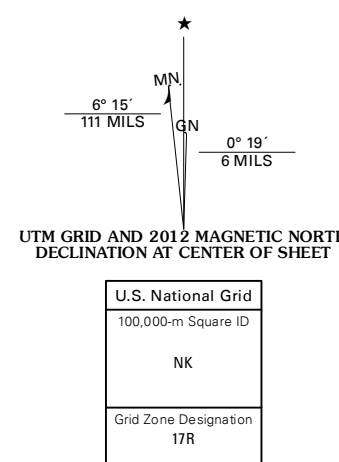 MN.
6° 15´
111 MILS
GN
0° 19´
6 MILS
UTM GRID AND 2012 MAGNETIC NORTH
DECLINATION AT CENTER OF SHEET
U.S. National Grid
100,000-m Square ID
NK
Grid Zone Designation
17R